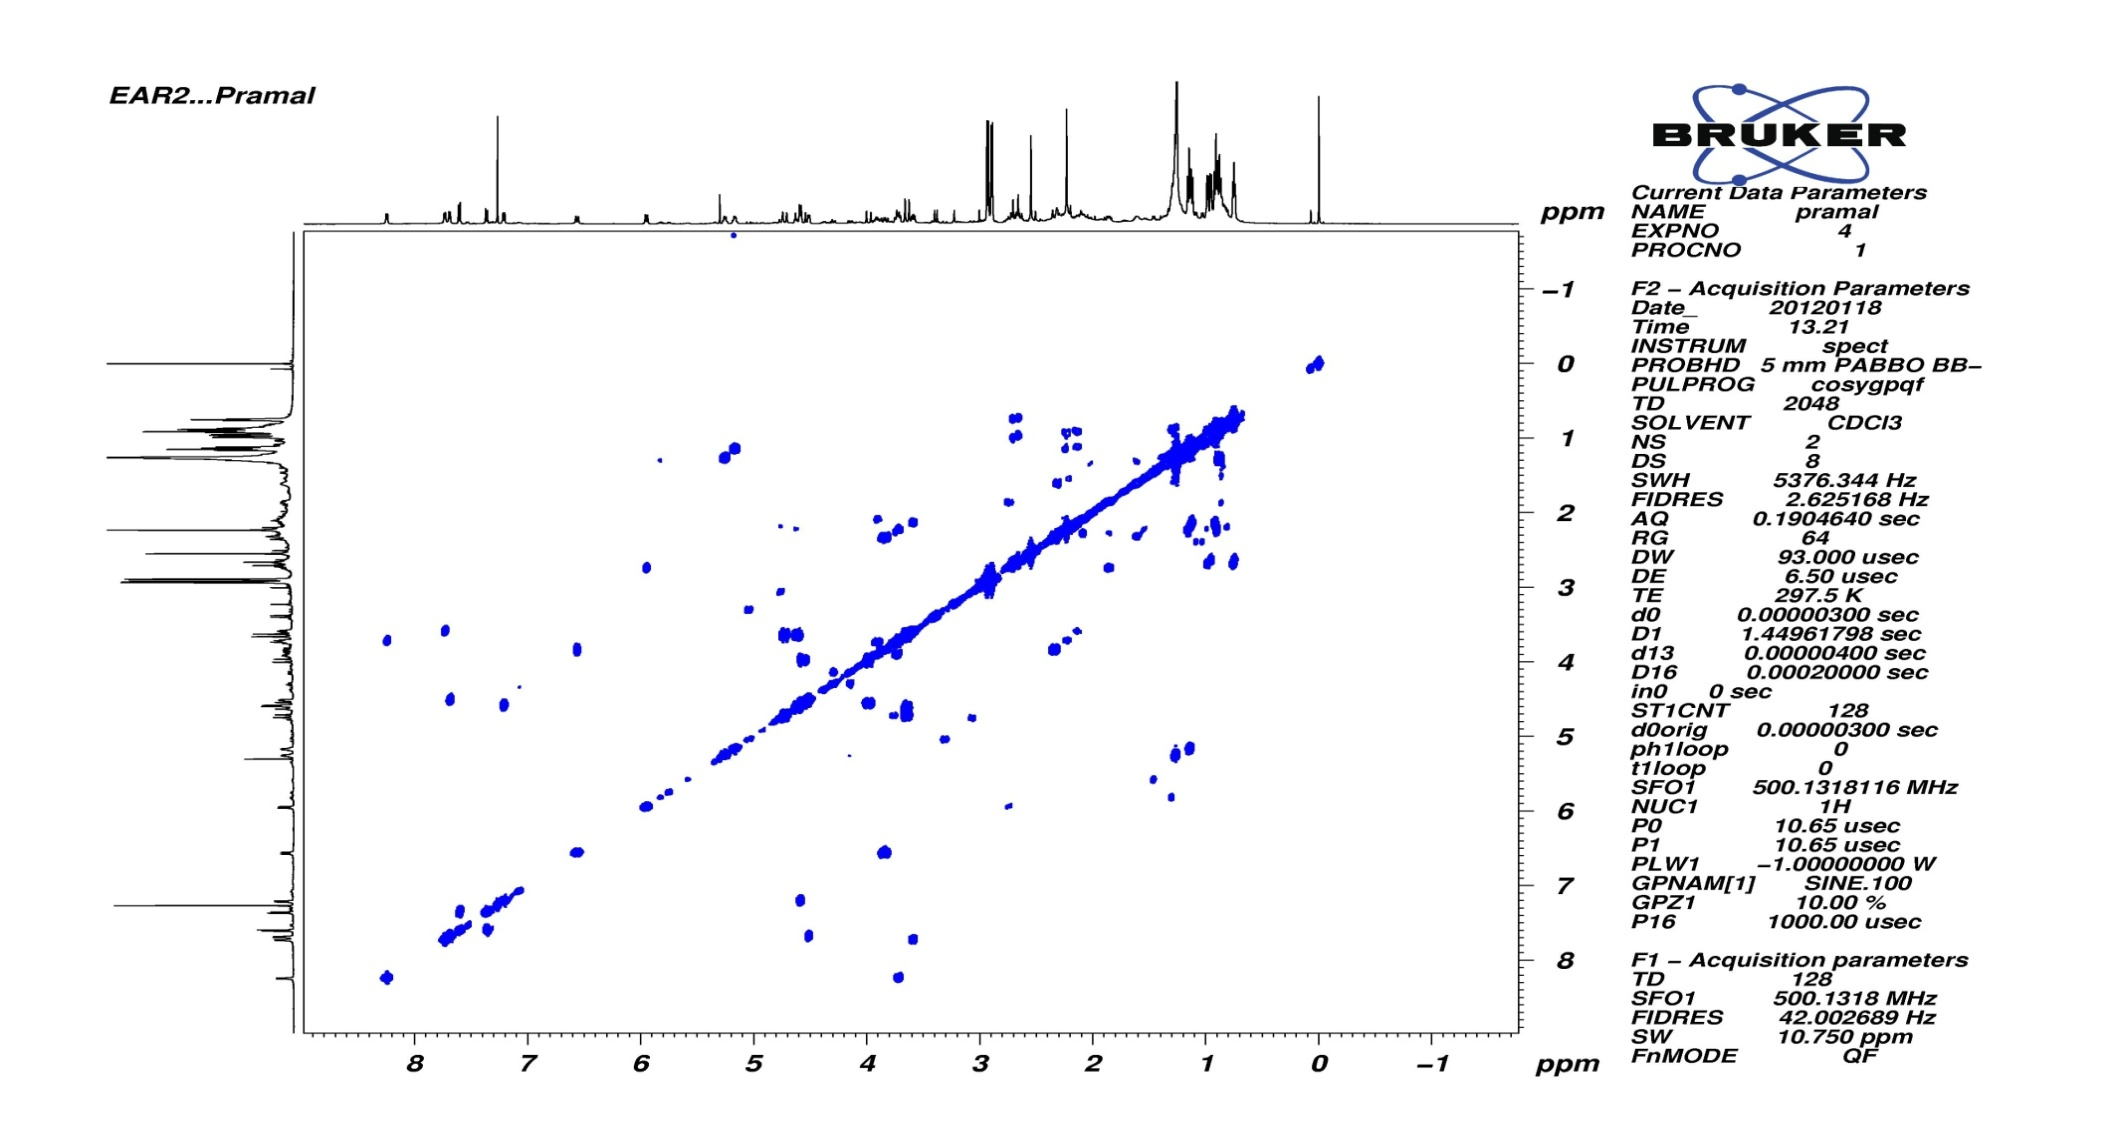 EAR2...Pramal
BRUKER
Current Data Parameters
NAME pramal
EXPNO 4
PROCNO 1
F2 – Acquisition Parameters
Date_ 20120118
Time 13.21
INSTRUM spect
PROBHD 5 mm PABBO BB–
PULPROG cosygpqf
TD 2048
SOLVENT CDCl3
NS 2
DS 8
SWH 5376.344 Hz
FIDRES 2.625168 Hz
AQ 0.1904640 sec
RG 64
DW 93.000 usec
DE 6.50 usec
TE 297.5 K
d0 0.00000300 sec
D1 1.44961798 sec
d13 0.00000400 sec
D16 0.00020000 sec
in0 0 sec
ST1CNT 128
d0orig 0.00000300 sec
ph1loop 0
t1loop 0
SFO1 500.1318116 MHz
NUC1 1H
P0 10.65 usec
P1 10.65 usec
PLW1 –1.00000000 W
GPNAM[1] SINE.100
GPZ1 10.00 %
P16 1000.00 usec
F1 – Acquisition parameters
TD 128
SFO1 500.1318 MHz
FIDRES 42.002689 Hz
SW 10.750 ppm
FnMODE QF
ppm
–1
0
1
2
3
4
5
6
7
8
8 7 6 5 4 3 2 1 0 –1 ppm